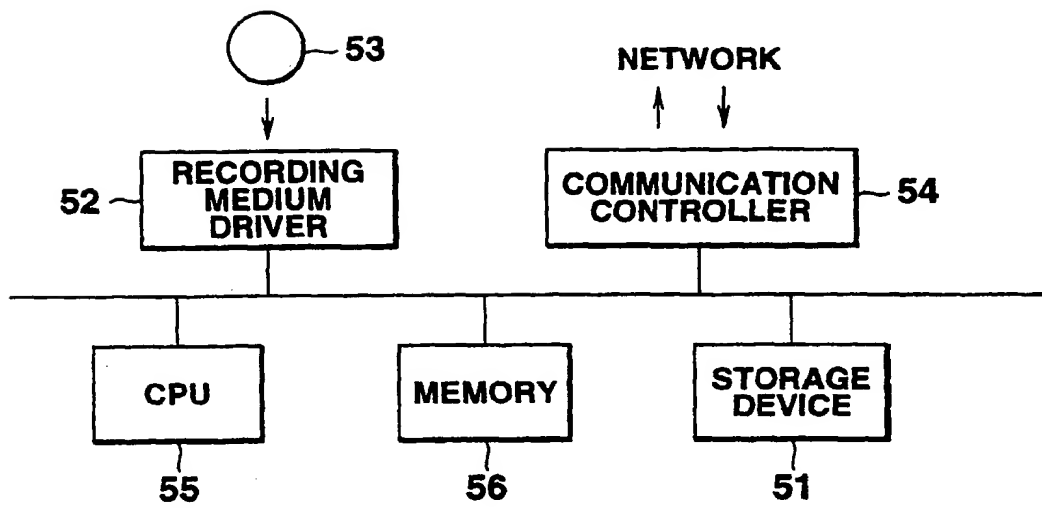 53
NETWORK
52
RECORDING
MEDIUM
DRIVER
COMMUNICATION
CONTROLLER
54
CPU
MEMORY
STORAGE
DEVICE
55
56
51